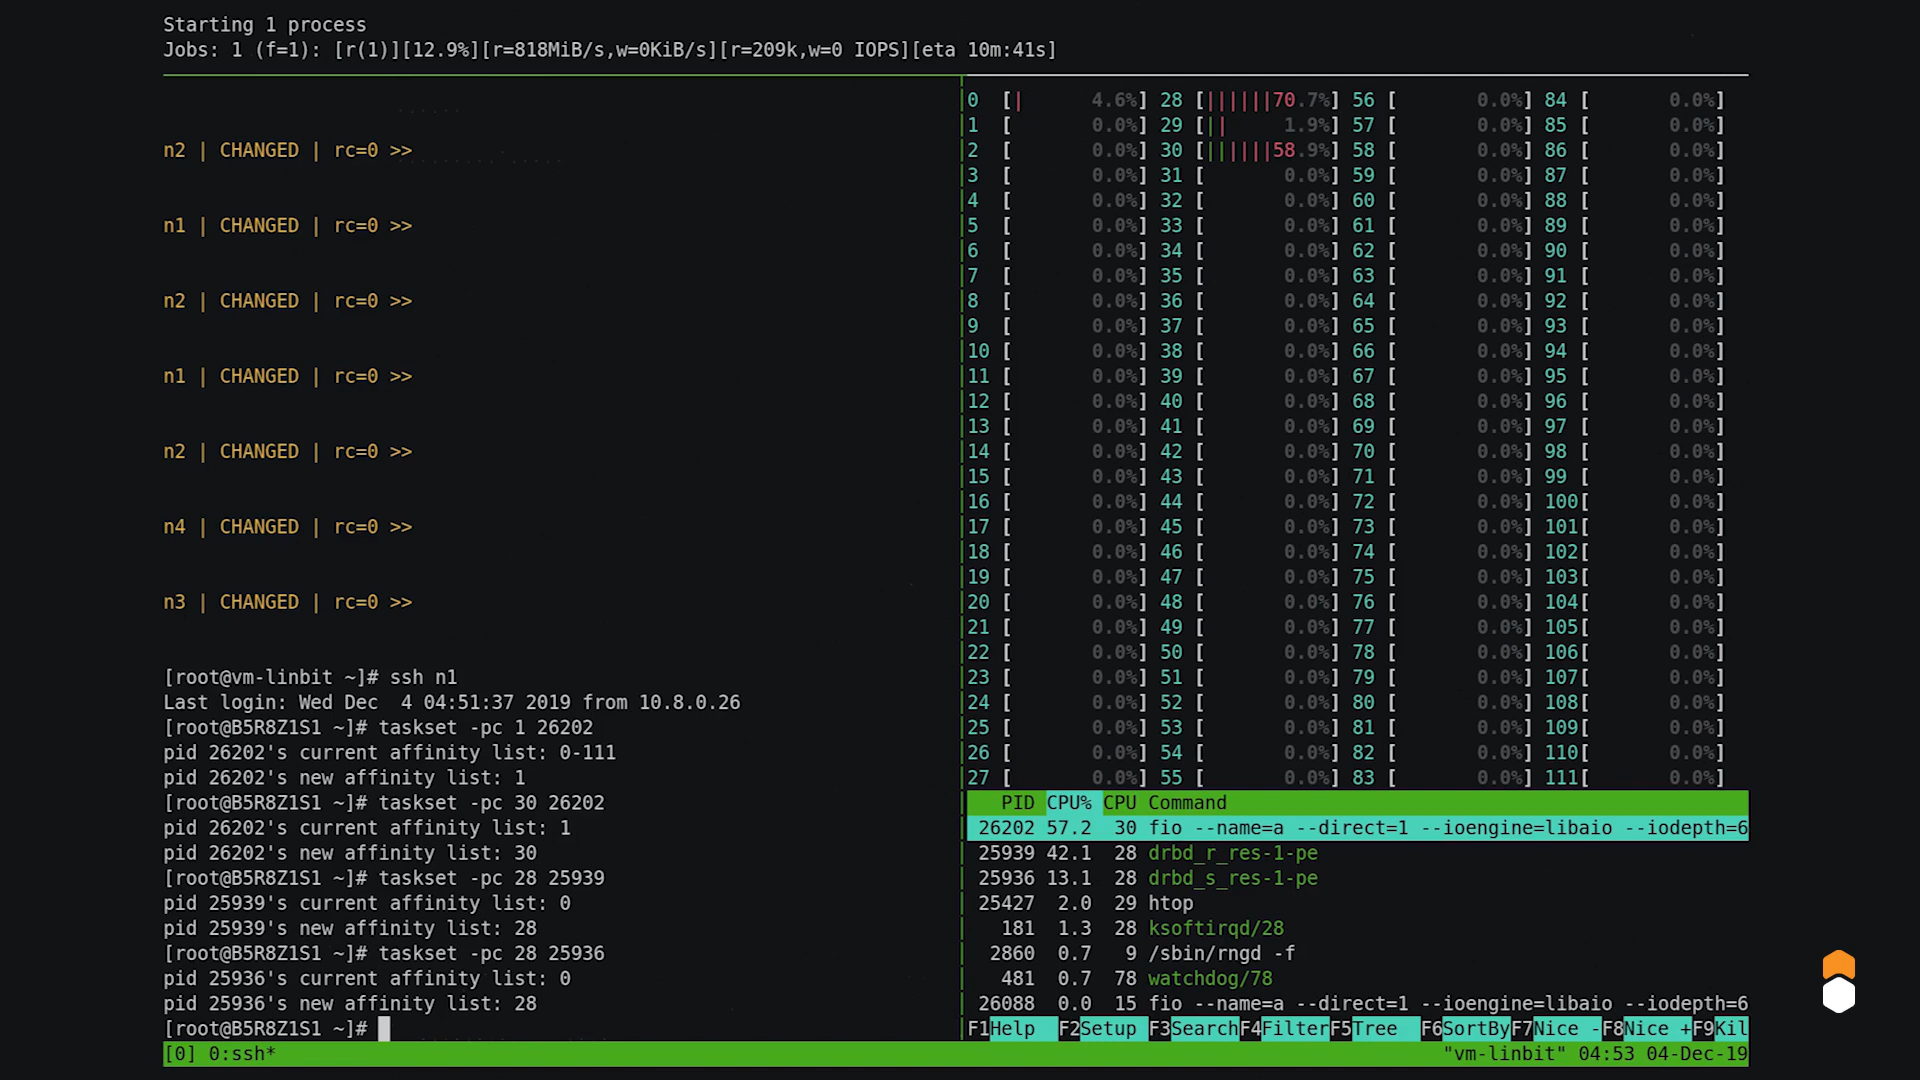 Starting 1 process
Jobs: 1 (f=1): [r(1)][12.9%][r=818MiB/s,w=0KiB/s][r=209k,w=0 IOPS][eta 10m:41s]
n2 | CHANGED | rc=0 >>
n1 | CHANGED | rc=0 >>
n2 | CHANGED | rc=0 >>
n1 | CHANGED | rc=0 >>
n2 | CHANGED | rc=0 >>
n4 | CHANGED | rc=0 >>
n3 | CHANGED | rc=0 >>
[root@vm-linbit ~]# ssh n1
Last login: Wed Dec  4 04:51:37 2019 from 10.8.0.26
[root@B5R8Z1S1 ~]# taskset -pc 1 26202
pid 26202's current affinity list: 0-111
pid 26202's new affinity list: 1
[root@B5R8Z1S1 ~]# taskset -pc 30 26202
pid 26202's current affinity list: 1
pid 26202's new affinity list: 30
[root@B5R8Z1S1 ~]# taskset -pc 28 25939
pid 25939's current affinity list: 0
pid 25939's new affinity list: 28
[root@B5R8Z1S1 ~]# taskset -pc 28 25936
pid 25936's current affinity list: 0
pid 25936's new affinity list: 28
[root@B5R8Z1S1 ~]#
0 [| 4.6%] 28 [||||||70.7%] 56 [ 0.0%] 84 [ 0.0%]
1 [ 0.0%] 29 [|| 1.9%] 57 [ 0.0%] 85 [ 0.0%]
2 [ 0.0%] 30 [||||||58.9%] 58 [ 0.0%] 86 [ 0.0%]
3 [ 0.0%] 31 [ 0.0%] 59 [ 0.0%] 87 [ 0.0%]
4 [ 0.0%] 32 [ 0.0%] 60 [ 0.0%] 88 [ 0.0%]
5 [ 0.0%] 33 [ 0.0%] 61 [ 0.0%] 89 [ 0.0%]
6 [ 0.0%] 34 [ 0.0%] 62 [ 0.0%] 90 [ 0.0%]
7 [ 0.0%] 35 [ 0.0%] 63 [ 0.0%] 91 [ 0.0%]
8 [ 0.0%] 36 [ 0.0%] 64 [ 0.0%] 92 [ 0.0%]
9 [ 0.0%] 37 [ 0.0%] 65 [ 0.0%] 93 [ 0.0%]
10 [ 0.0%] 38 [ 0.0%] 66 [ 0.0%] 94 [ 0.0%]
11 [ 0.0%] 39 [ 0.0%] 67 [ 0.0%] 95 [ 0.0%]
12 [ 0.0%] 40 [ 0.0%] 68 [ 0.0%] 96 [ 0.0%]
13 [ 0.0%] 41 [ 0.0%] 69 [ 0.0%] 97 [ 0.0%]
14 [ 0.0%] 42 [ 0.0%] 70 [ 0.0%] 98 [ 0.0%]
15 [ 0.0%] 43 [ 0.0%] 71 [ 0.0%] 99 [ 0.0%]
16 [ 0.0%] 44 [ 0.0%] 72 [ 0.0%] 100[ 0.0%]
17 [ 0.0%] 45 [ 0.0%] 73 [ 0.0%] 101[ 0.0%]
18 [ 0.0%] 46 [ 0.0%] 74 [ 0.0%] 102[ 0.0%]
19 [ 0.0%] 47 [ 0.0%] 75 [ 0.0%] 103[ 0.0%]
20 [ 0.0%] 48 [ 0.0%] 76 [ 0.0%] 104[ 0.0%]
21 [ 0.0%] 49 [ 0.0%] 77 [ 0.0%] 105[ 0.0%]
22 [ 0.0%] 50 [ 0.0%] 78 [ 0.0%] 106[ 0.0%]
23 [ 0.0%] 51 [ 0.0%] 79 [ 0.0%] 107[ 0.0%]
24 [ 0.0%] 52 [ 0.0%] 80 [ 0.0%] 108[ 0.0%]
25 [ 0.0%] 53 [ 0.0%] 81 [ 0.0%] 109[ 0.0%]
26 [ 0.0%] 54 [ 0.0%] 82 [ 0.0%] 110[ 0.0%]
27 [ 0.0%] 55 [ 0.0%] 83 [ 0.0%] 111[ 0.0%]
PID CPU% CPU Command
26202 57.2 30 fio --name=a --direct=1 --ioengine=libaio --iodepth=6
25939 42.1 28 drbd_r_res-1-pe
25936 13.1 28 drbd_s_res-1-pe
25427 2.0 29 htop
181 1.3 28 ksoftirqd/28
2860 0.7 9 /sbin/rngd -f
481 0.7 78 watchdog/78
26088 0.0 15 fio --name=a --direct=1 --ioengine=libaio --iodepth=6
F1Help F2Setup F3SearchF4FilterF5Tree F6SortByF7Nice -F8Nice +F9Kil
[0] 0:ssh* "vm-linbit" 04:53 04-Dec-19